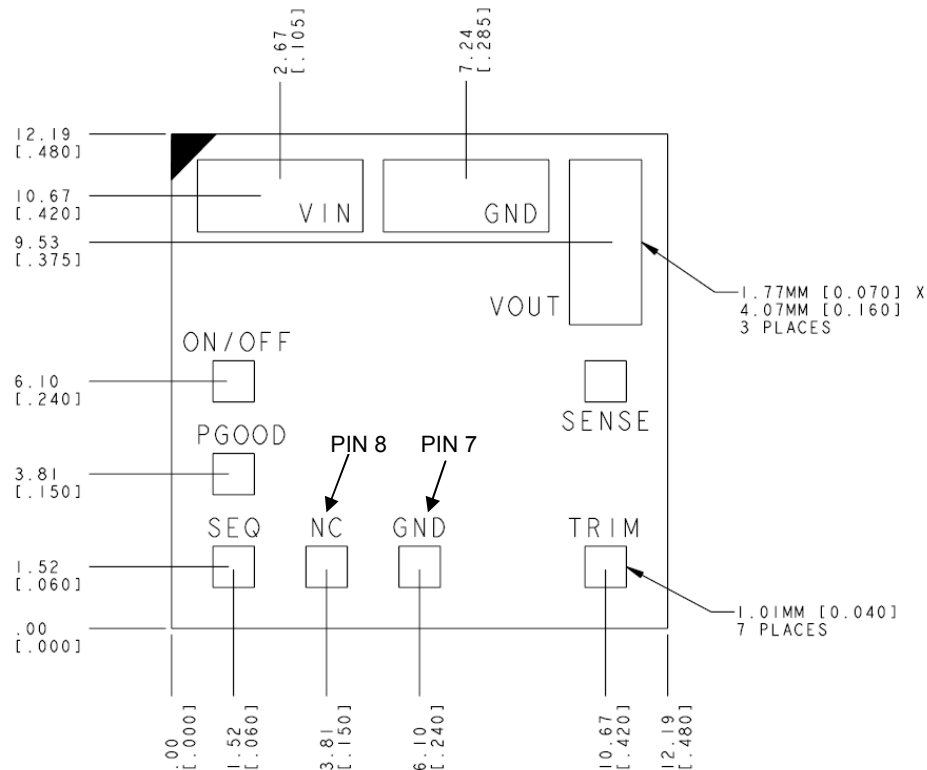 2.67
[.105]
7.24
[.285]
12.19
[.480]
10.67
[.420]
VIN
GND
9.53
[.375]
1.77MM [0.070] X
4.07MM [0.160]
3 PLACES
VOUT
ON/OFF
6.10
[.240]
SENSE
PGOOD
PIN 8
PIN 7
3.81
[.150]
SEQ
NC
GND
TRIM
1.52
[.060]
1.01MM [0.040]
7 PLACES
.00
[.000]
.00
[.000]
1.52
[.060]
3.81
[.150]
6.10
[.240]
10.67
[.420]
12.19
[.480]